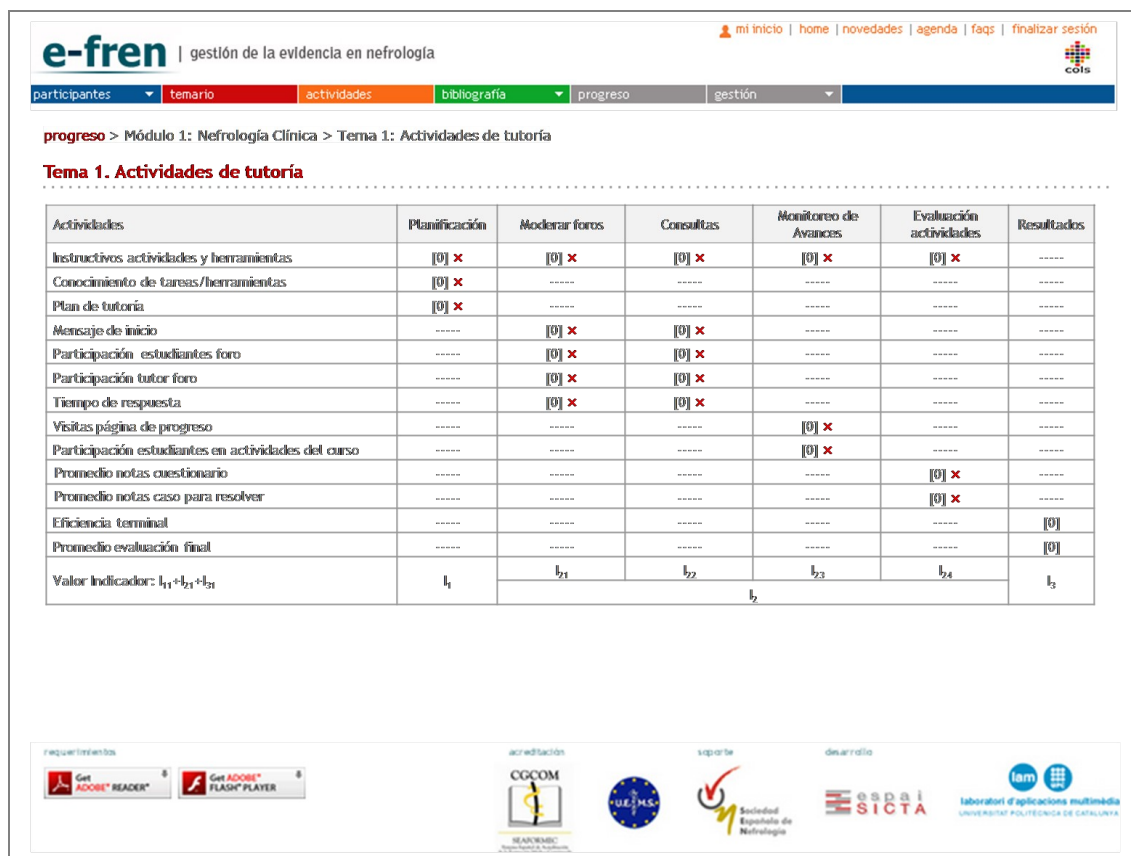 mi inicio | home | novedades | agenda | faqs | finalizar sesión
e-fren | gestión de la evidencia en nefrología
cols
participantes temario actividades bibliografía progreso gestión
progreso > Módulo 1: Nefrología Clínica > Tema 1: Actividades de tutoría
Tema 1. Actividades de tutoría
Actividades Planificación Moderar foros Consultas Monitoreo de Avances Evaluación actividades Resultados
Instructivos actividades y herramientas [0] × [0] × [0] × [0] × [0] × -----
Conocimiento de tareas/herramientas [0] × ----- ----- ----- ----- -----
Plan de tutoría [0] × ----- ----- ----- ----- -----
Mensaje de inicio ----- [0] × [0] × ----- ----- -----
Participación estudiantes foro ----- [0] × [0] × ----- ----- -----
Participación tutor foro ----- [0] × [0] × ----- ----- -----
Tiempo de respuesta ----- [0] × [0] × ----- ----- -----
Visitas página de progreso ----- ----- ----- [0] × ----- -----
Participación estudiantes en actividades del curso ----- ----- ----- [0] × ----- -----
Promedio notas cuestionario ----- ----- ----- ----- [0] × -----
Promedio notas caso para resolver ----- ----- ----- ----- [0] × -----
Eficiencia terminal ----- ----- ----- ----- ----- [0]
Promedio evaluación final ----- ----- ----- ----- ----- [0]
Valor Indicador: I11+I21+I31 I1 I21 I22 I23 I24 I3
I2
requerimientos acreditación soporte desarrollo
Get ADOBE® READER®
Get ADOBE® FLASH® PLAYER
CGCOM
SEAFORMEC
U.E.M.S.
Sociedad
Española de
Nefrología
espai
SICTA
lam UPC
laboratori d'aplicacions multimèdia
UNIVERSITAT POLITÈCNICA DE CATALUNYA